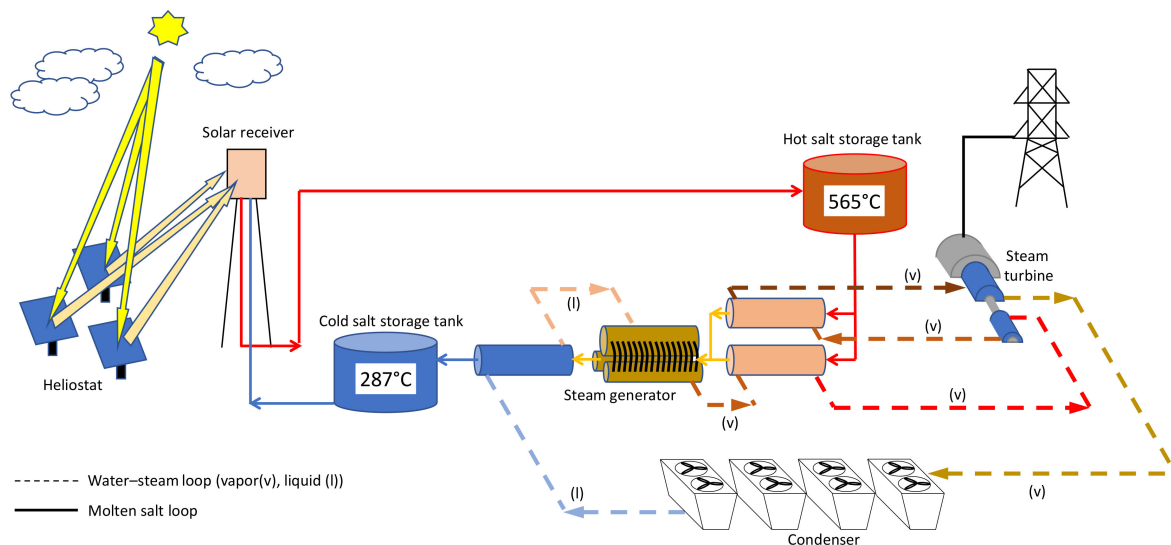 Solar receiver
Hot salt storage tank
565°C
Steam
turbine
(v)
(l)
(v)
Cold salt storage tank
287°C
Heliostat
Steam generator
(v)
(v)
(v)
(l)
Condenser
Water–steam loop (vapor(v), liquid (l))
Molten salt loop